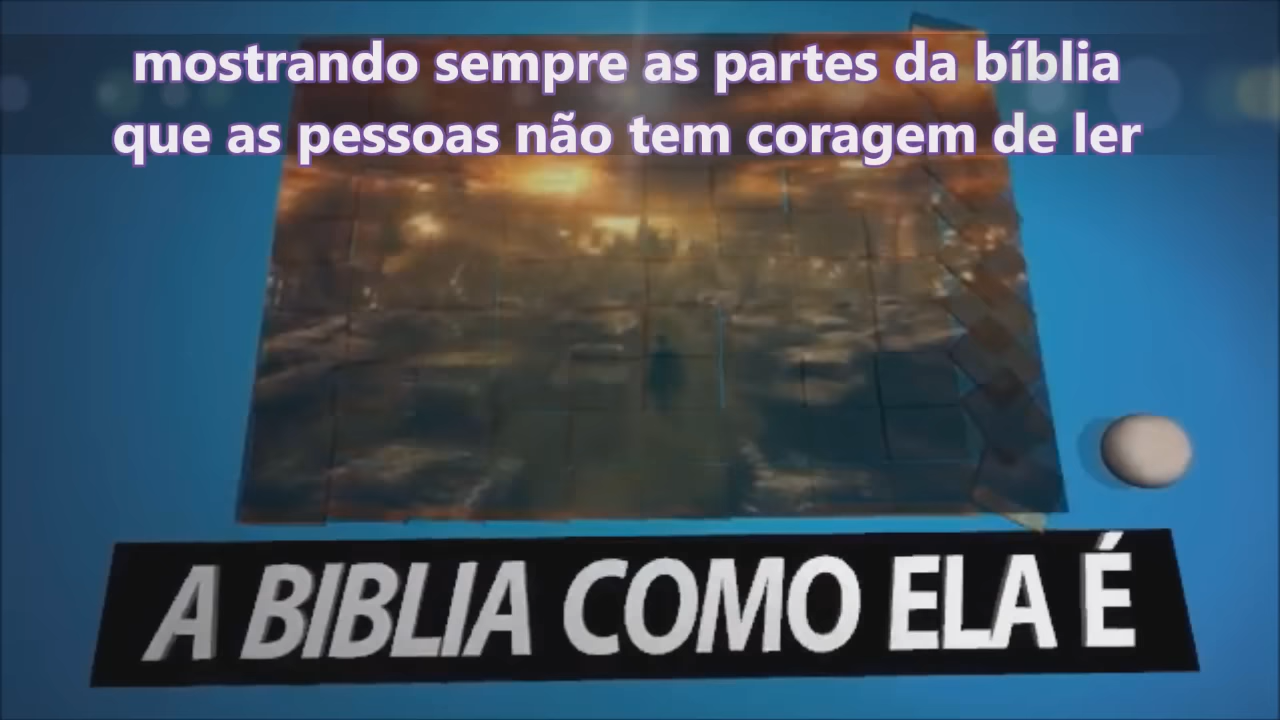 mostrando sempre as partes da bíblia
que as pessoas não tem coragem de ler
A BIBLIA COMO ELA É